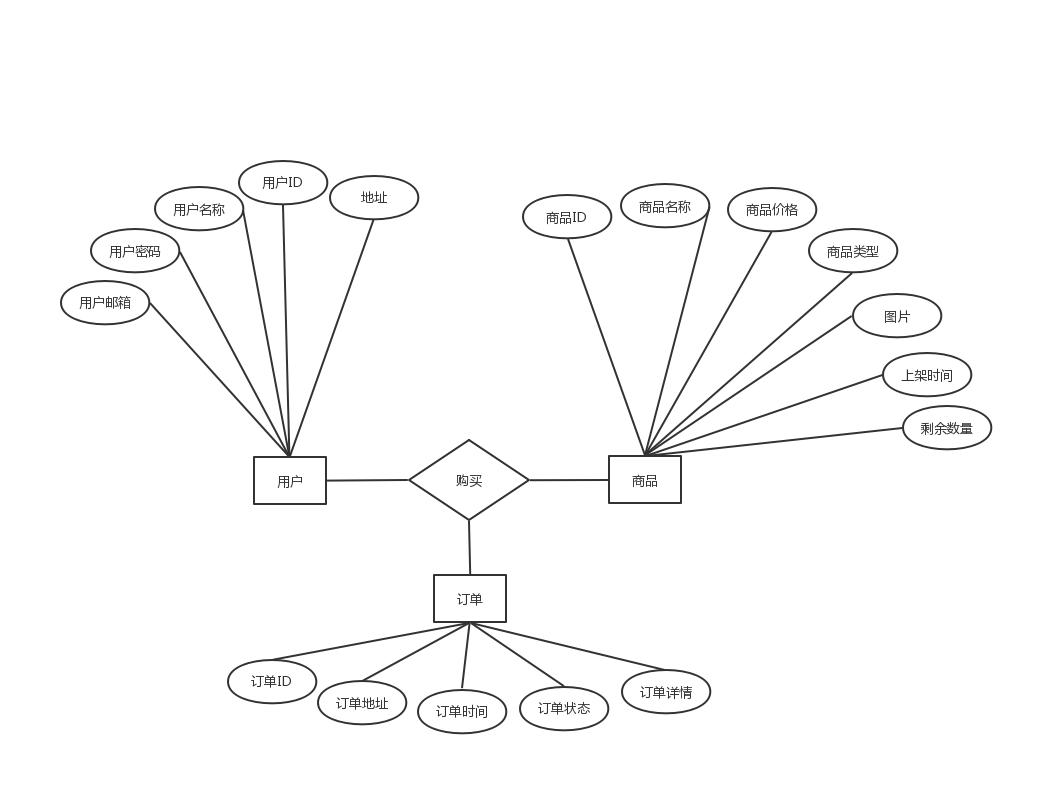 用户ID
地址
用户名称
用户密码
用户邮箱
商品ID
商品名称
商品价格
商品类型
图片
上架时间
剩余数量
用户
购买
商品
订单
订单ID
订单地址
订单时间
订单状态
订单详情